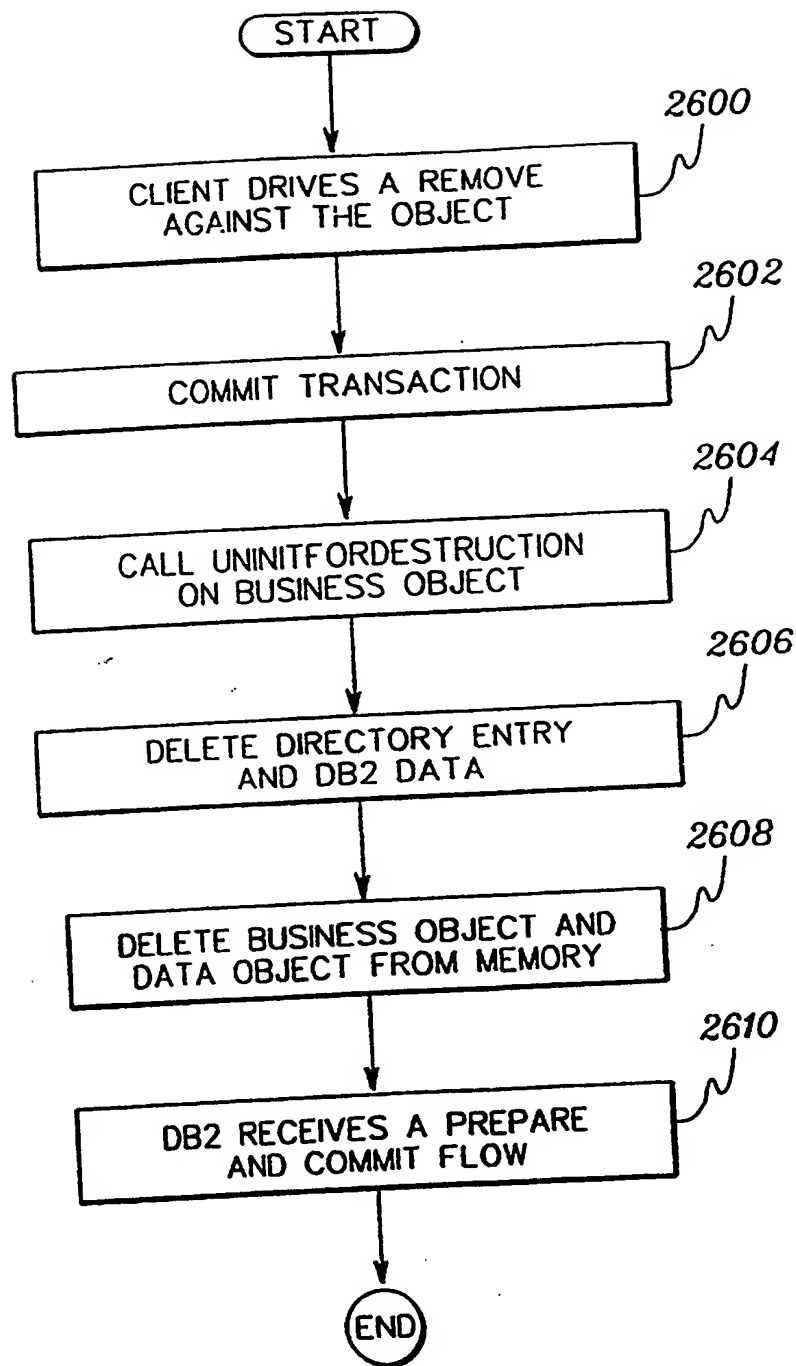 START
2600
CLIENT DRIVES A REMOVE
AGAINST THE OBJECT
2602
COMMIT TRANSACTION
2604
CALL UNINITFORDESTRUCTION
ON BUSINESS OBJECT
2606
DELETE DIRECTORY ENTRY
AND DB2 DATA
2608
DELETE BUSINESS OBJECT AND
DATA OBJECT FROM MEMORY
2610
DB2 RECEIVES A PREPARE
AND COMMIT FLOW
END